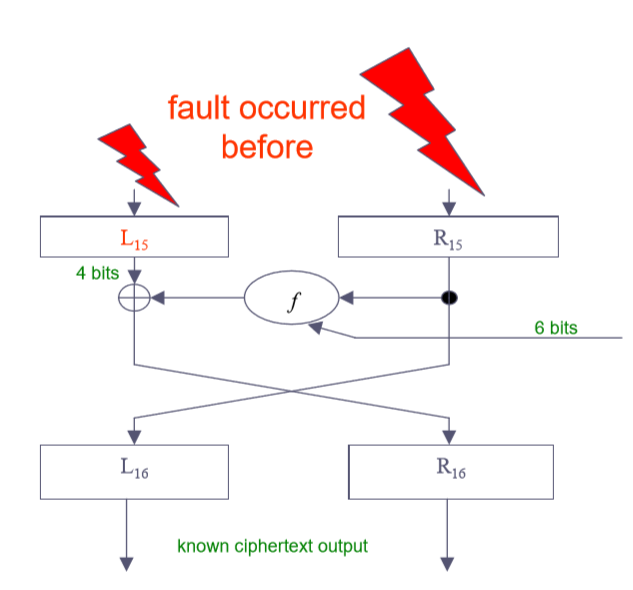 fault occurred
before
L15
R15
4 bits
f
6 bits
L16
R16
known ciphertext output